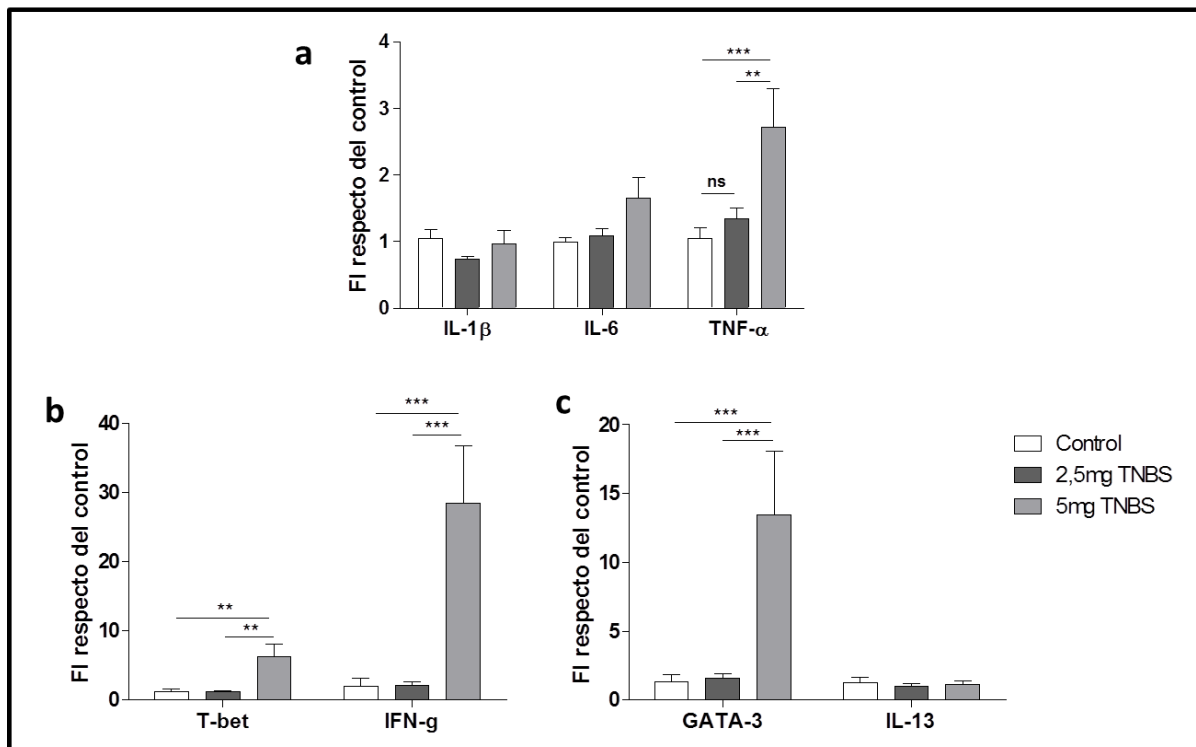 a
FI respecto del control
4
3
2
1
0
***
**
ns
IL-1β
IL-6
TNF-α
b
FI respecto del control
40
30
20
10
0
**
**
***
***
T-bet
IFN-g
c
FI respecto del control
20
15
10
5
0
***
***
GATA-3
IL-13
Control
2,5mg TNBS
5mg TNBS